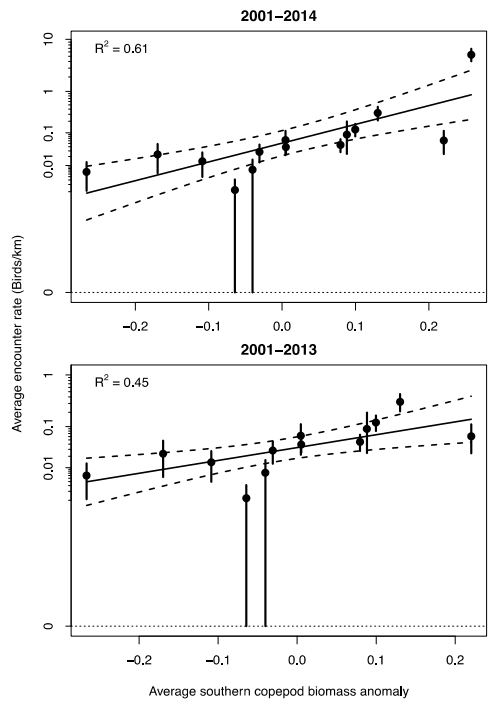 2001−2014
R² = 0.61
10
1
0.1
0.01
0
−0.2 −0.1 0.0 0.1 0.2
Average encounter rate (Birds/km)
2001−2013
R² = 0.45
1
0.1
0.01
0
−0.2 −0.1 0.0 0.1 0.2
Average southern copepod biomass anomaly